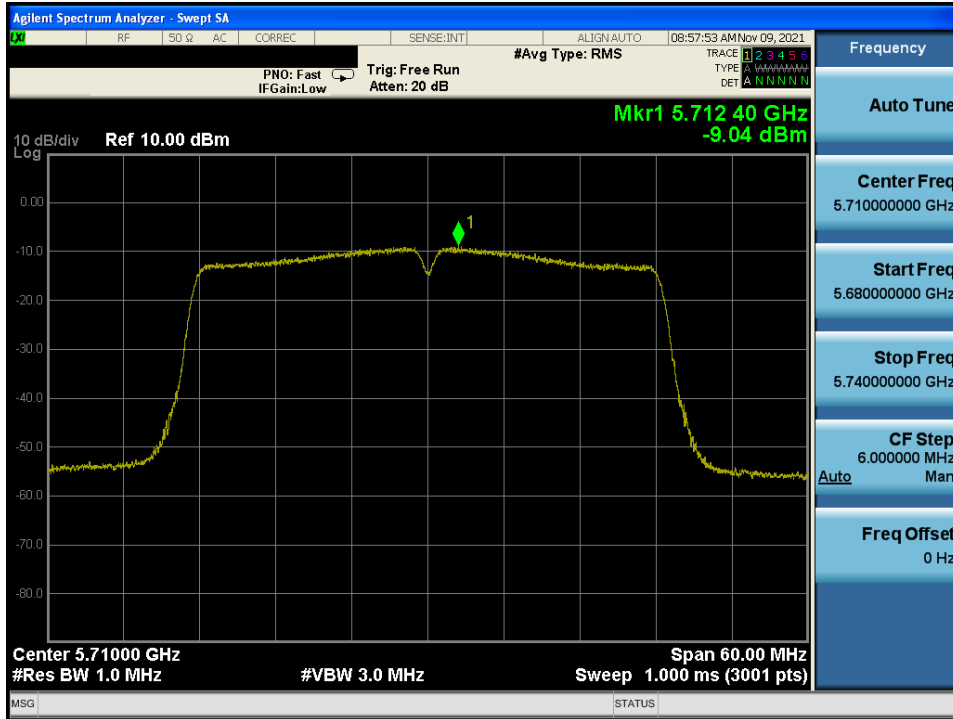 Agilent Spectrum Analyzer - Swept SA
LXI RF 50 Ω AC CORREC SENSE:INT ALIGN AUTO 08:57:53 AM Nov 09, 2021
Frequency
#Avg Type: RMS TRACE 1 2 3 4 5 6
PNO: Fast Trig: Free Run TYPE A WWWWW
IFGain:Low Atten: 20 dB DET A N N N N N
Auto Tune
Mkr1 5.712 40 GHz
10 dB/div Ref 10.00 dBm -9.04 dBm
Log
1
0.00
-10.0
-20.0
-30.0
-40.0
-50.0
-60.0
-70.0
-80.0
Center Freq
5.710000000 GHz
Start Freq
5.680000000 GHz
Stop Freq
5.740000000 GHz
CF Step
6.000000 MHz
Auto Man
Freq Offset
0 Hz
Center 5.71000 GHz Span 60.00 MHz
#Res BW 1.0 MHz #VBW 3.0 MHz Sweep 1.000 ms (3001 pts)
MSG STATUS